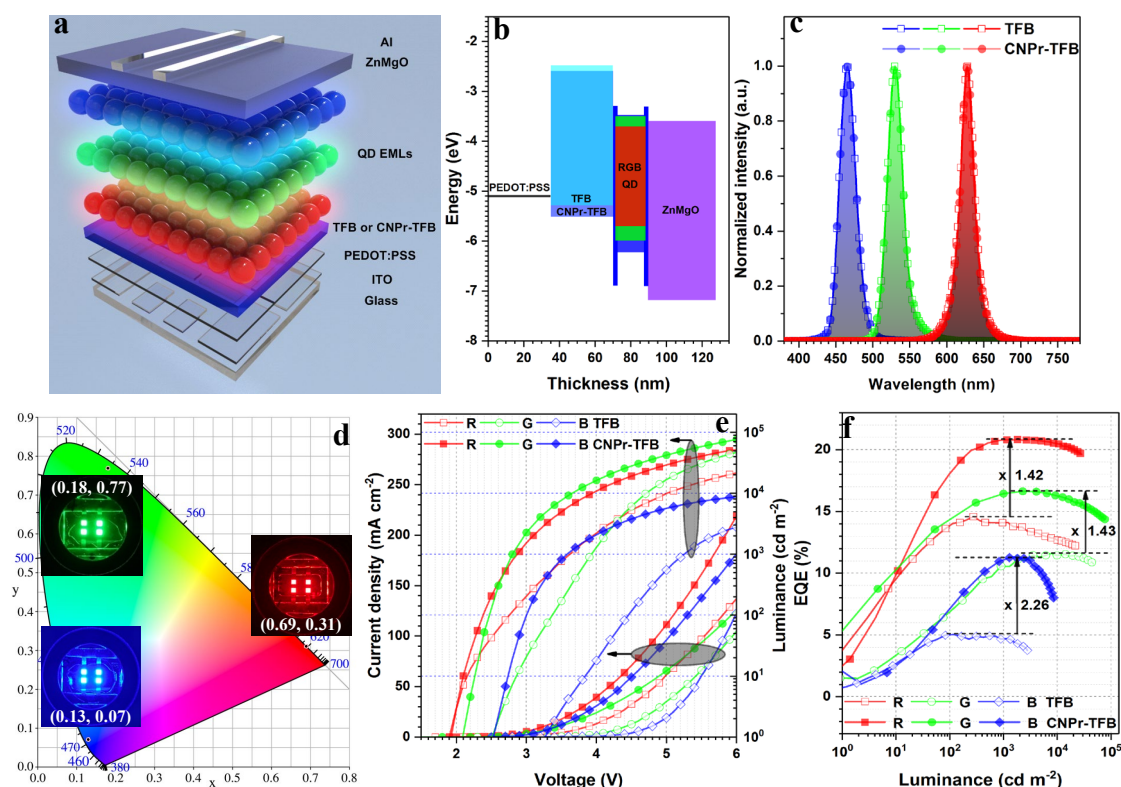 a
Al
ZnMgO
QD EMLs
TFB or CNPr-TFB
PEDOT:PSS
ITO
Glass
b
Energy (eV)
-2
-3
-4
-5
-6
-7
-8
PEDOT:PSS
TFB
CNPr-TFB
RGB
QD
ZnMgO
0 20 40 60 80 100 120
Thickness (nm)
c
TFB
CNPr-TFB
Normalized intensity (a.u.)
1.0
0.8
0.6
0.4
0.2
0.0
400 450 500 550 600 650 700 750
Wavelength (nm)
d
0.9
0.8
0.7
0.6
0.5
0.4
0.3
0.2
0.1
0.0
y
520
540
560
500
620
700
470
460
380
(0.18, 0.77)
(0.69, 0.31)
(0.13, 0.07)
0.0 0.1 0.2 0.3 0.4 0.5 0.6 0.7 0.8
x
e
R G B TFB
R G B CNPr-TFB
Current density (mA cm-2)
300
250
200
150
100
50
0
10^5
10^4
10^3
10^2
10^1
10^0
Luminance (cd m-2)
2 3 4 5 6
Voltage (V)
f
EQE (%)
20
15
10
5
0
x 1.42
x 1.43
x 2.26
R G B TFB
R G B CNPr-TFB
10^0 10^1 10^2 10^3 10^4 10^5
Luminance (cd m-2)